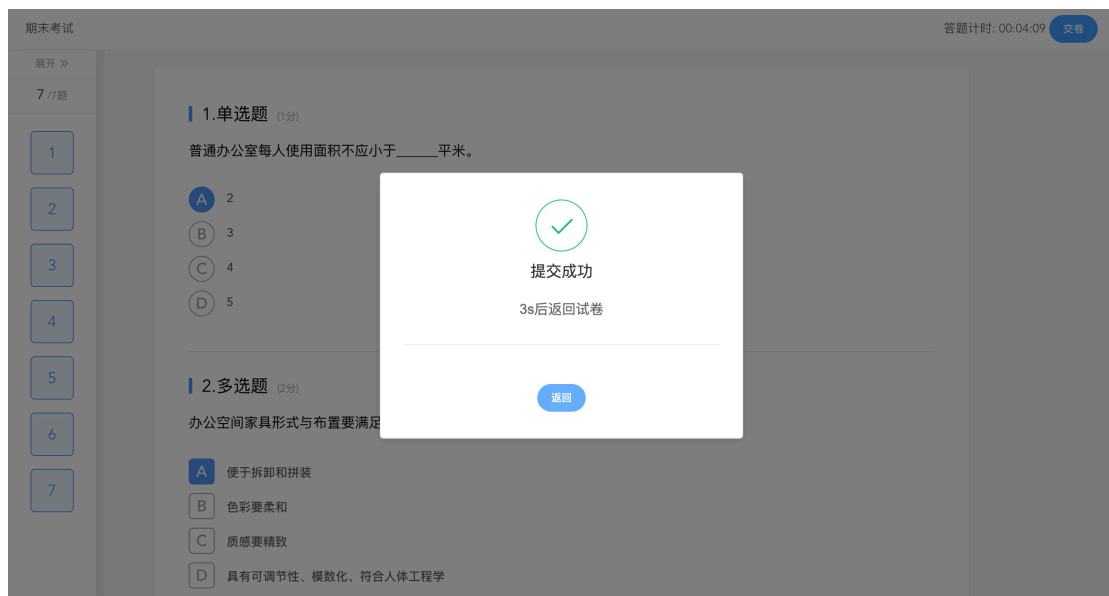 期末考试
答题计时: 00:04:09 交卷
展开 »
7 /7题
1
2
3
4
5
6
7
1.单选题 (1分)
普通办公室每人使用面积不应小于______平米。
A 2
B 3
C 4
D 5
2.多选题 (2分)
办公空间家具形式与布置要满足
A 便于拆卸和拼装
B 色彩要柔和
C 质感要精致
D 具有可调节性、模数化、符合人体工程学
提交成功
3s后返回试卷
返回